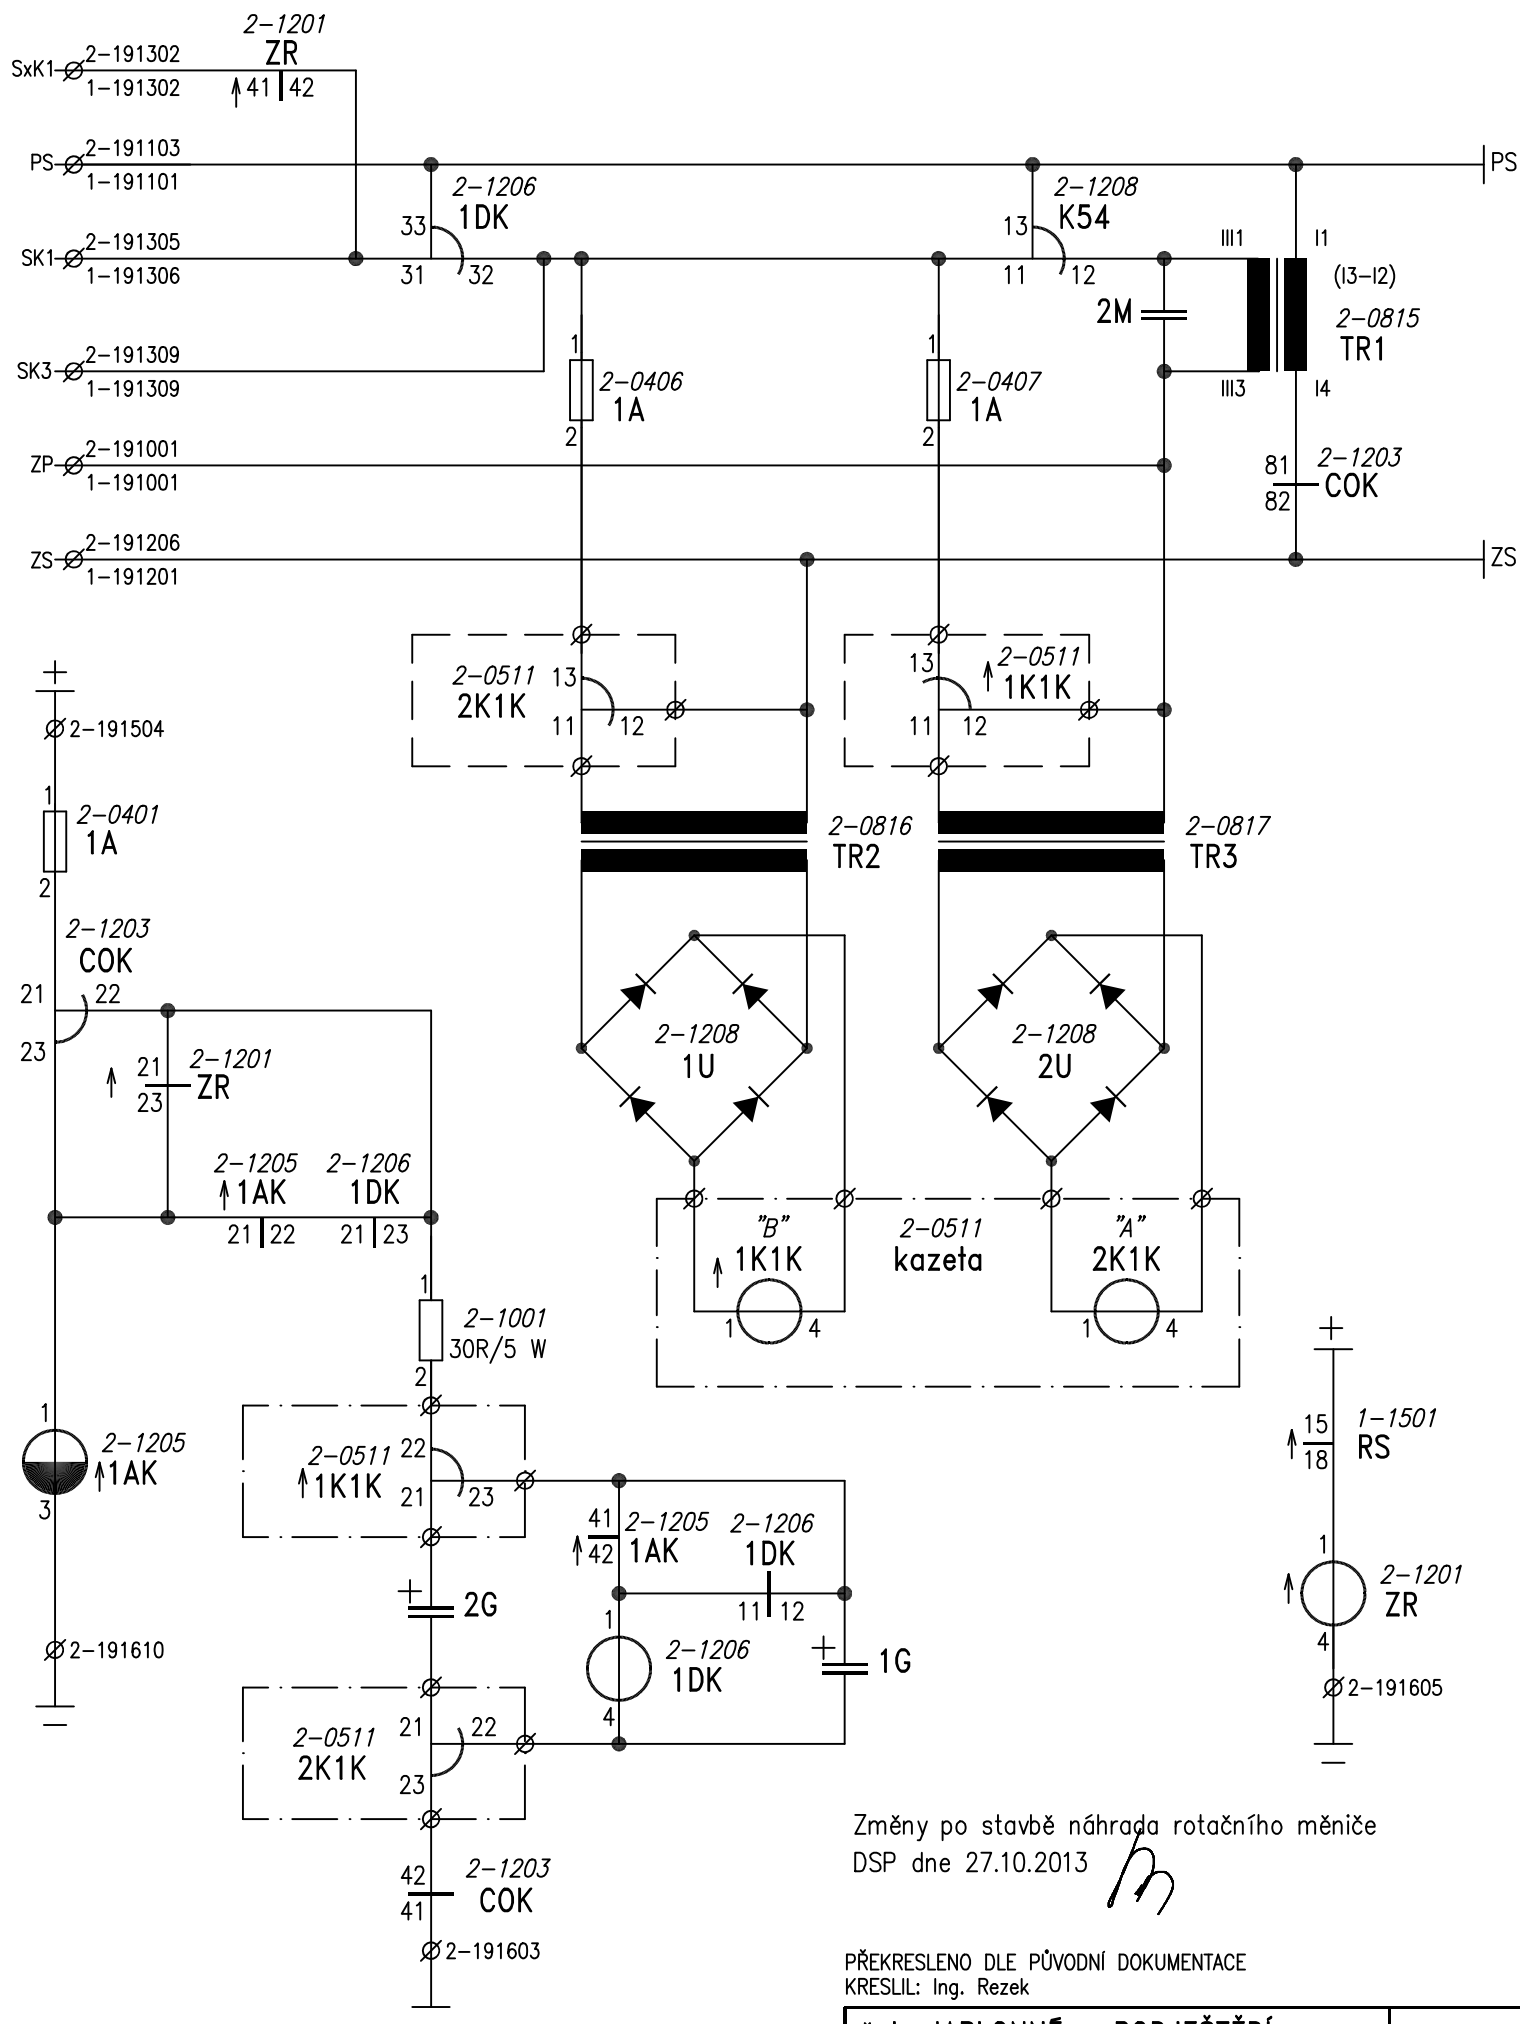 2-1201
ZR
SxK1
2-191302
1-191302
41 42
PS
2-191103
1-191101
PS
2-1206
1DK
33
31 32
2-1208
K54
13
11 12
SK1
2-191305
1-191306
III1 I1
(I3-I2)
2-0815
TR1
III3 I4
2M
SK3
2-191309
1-191309
1
2-0406
1A
2
1
2-0407
1A
2
ZP
2-191001
1-191001
81
82
2-1203
COK
ZS
2-191206
1-191201
ZS
2-0511
2K1K
13
11 12
13
2-0511
1K1K
11 12
+
2-191504
1
2-0401
1A
2
2-0816
TR2
2-0817
TR3
2-1203
COK
21 22
23
2-1208
1U
2-1208
2U
21
23
2-1201
ZR
2-1205
1AK
21 22
2-1206
1DK
21 23
"B"
1K1K
1 4
2-0511
kazeta
"A"
2K1K
1 4
1
2-1001
30R/5 W
2
+
15
18
1-1501
RS
1
2-1205
1AK
3
2-0511
1K1K
22
21 23
41
42
2-1205
1AK
2-1206
1DK
11 12
1
2-1201
ZR
4
+
2G
1
2-1206
1DK
4
+
1G
2-191610
2-191605
2-0511
2K1K
21 22
23
Změny po stavbě náhrada rotačního měniče
DSP dne 27.10.2013
42
41
2-1203
COK
2-191603
PŘEKRESLENO DLE PŮVODNÍ DOKUMENTACE
KRESLIL: Ing. Rezek